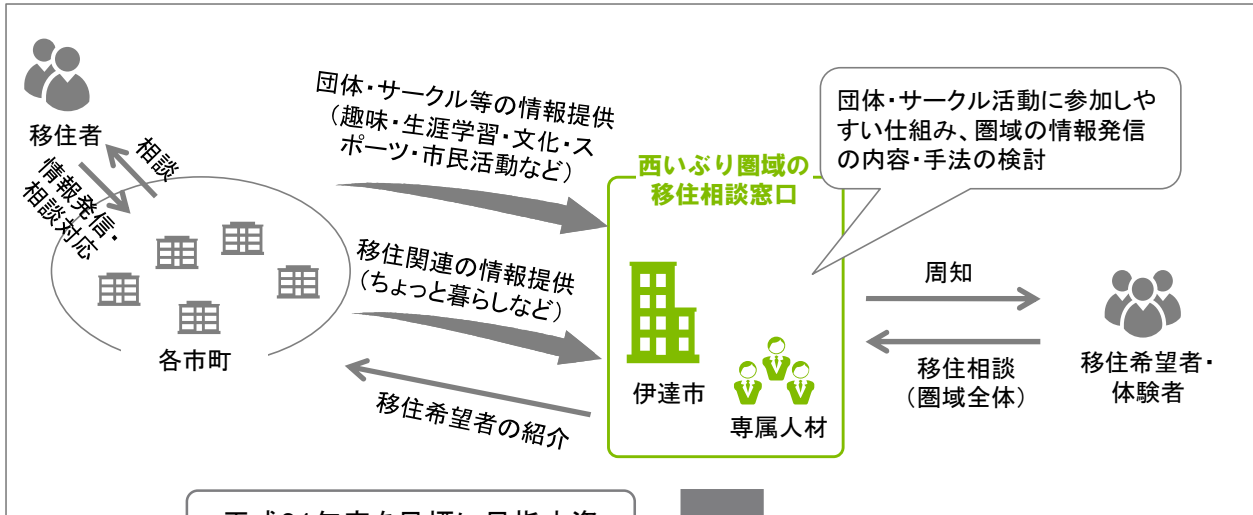 団体・サークル等の情報提供
（趣味・生涯学習・文化・ス
ポーツ・市民活動など）
団体・サークル活動に参加しや
すい仕組み、圏域の情報発信
の内容・手法の検討
移住者
相談
情報発信・
相談対応
西いぶり圏域の
移住相談窓口
移住関連の情報提供
（ちょっと暮らしなど）
周知
各市町
移住希望者の紹介
伊達市
専属人材
移住相談
（圏域全体）
移住希望者・
体験者